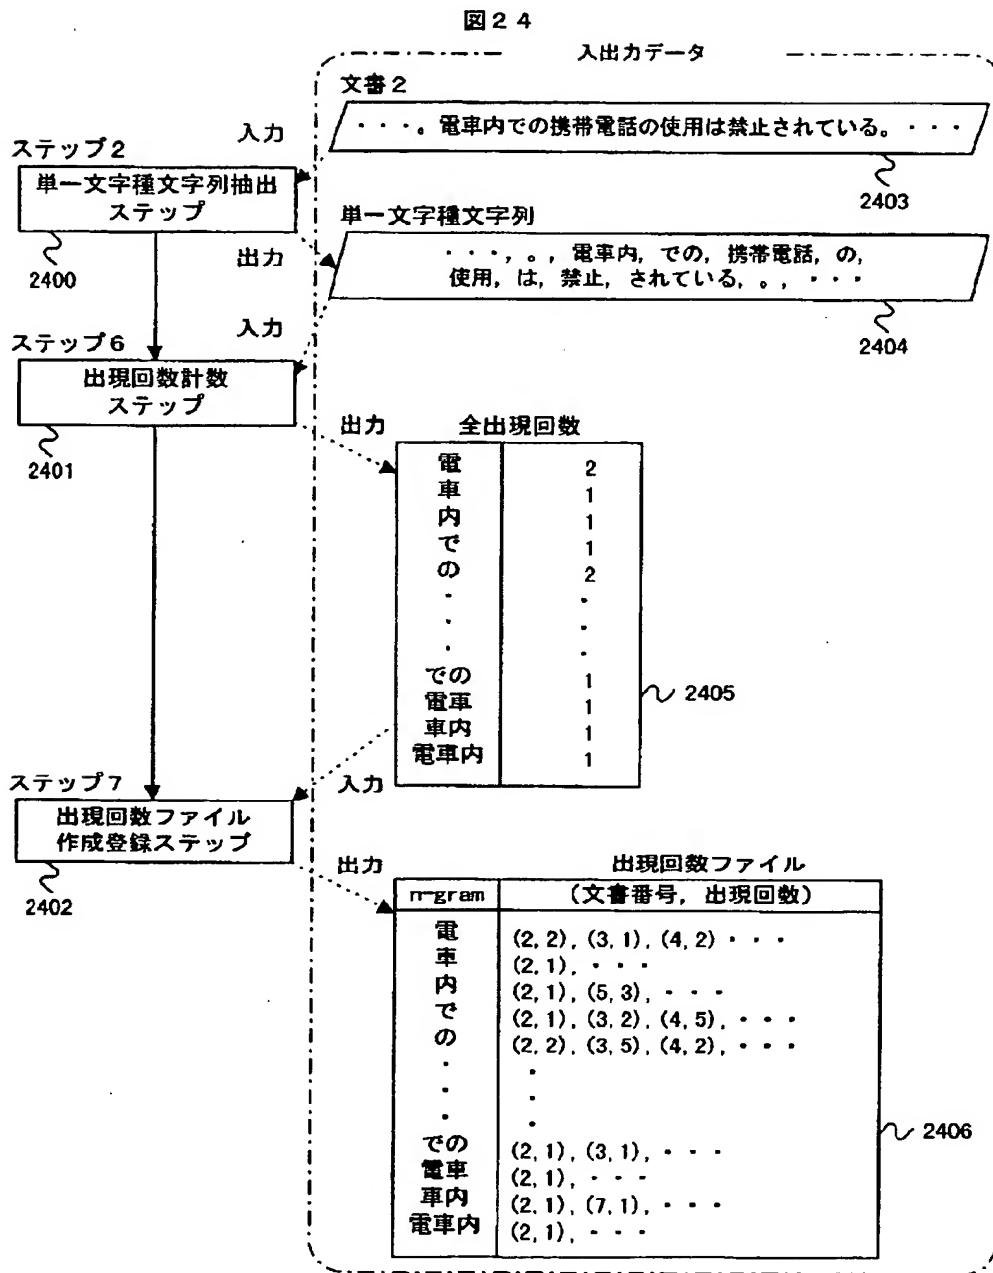 図24
入出力データ
文書2
・・・。電車内での携帯電話の使用は禁止されている。・・・
2403
入力
ステップ2
単一文字種文字列抽出
ステップ
2400
出力
単一文字種文字列
・・・, 。, 電車内, での, 携帯電話, の,
使用, は, 禁止, されている, 。, ・・・
2404
入力
ステップ6
出現回数計数
ステップ
2401
出力
全出現回数
電 2
車 1
内 1
で 1
の 2
・ ・
・ ・
・ ・
での 1
電車 1
車内 1
電車内 1
2405
入力
ステップ7
出現回数ファイル
作成登録ステップ
2402
出力
出現回数ファイル
n-gram (文書番号, 出現回数)
電 (2, 2), (3, 1), (4, 2) ・・・
車 (2, 1), ・・・
内 (2, 1), (5, 3), ・・・
で (2, 1), (3, 2), (4, 5), ・・・
の (2, 2), (3, 5), (4, 2), ・・・
・ ・
・ ・
・ ・
での (2, 1), (3, 1), ・・・
電車 (2, 1), ・・・
車内 (2, 1), (7, 1), ・・・
電車内 (2, 1), ・・・
2406